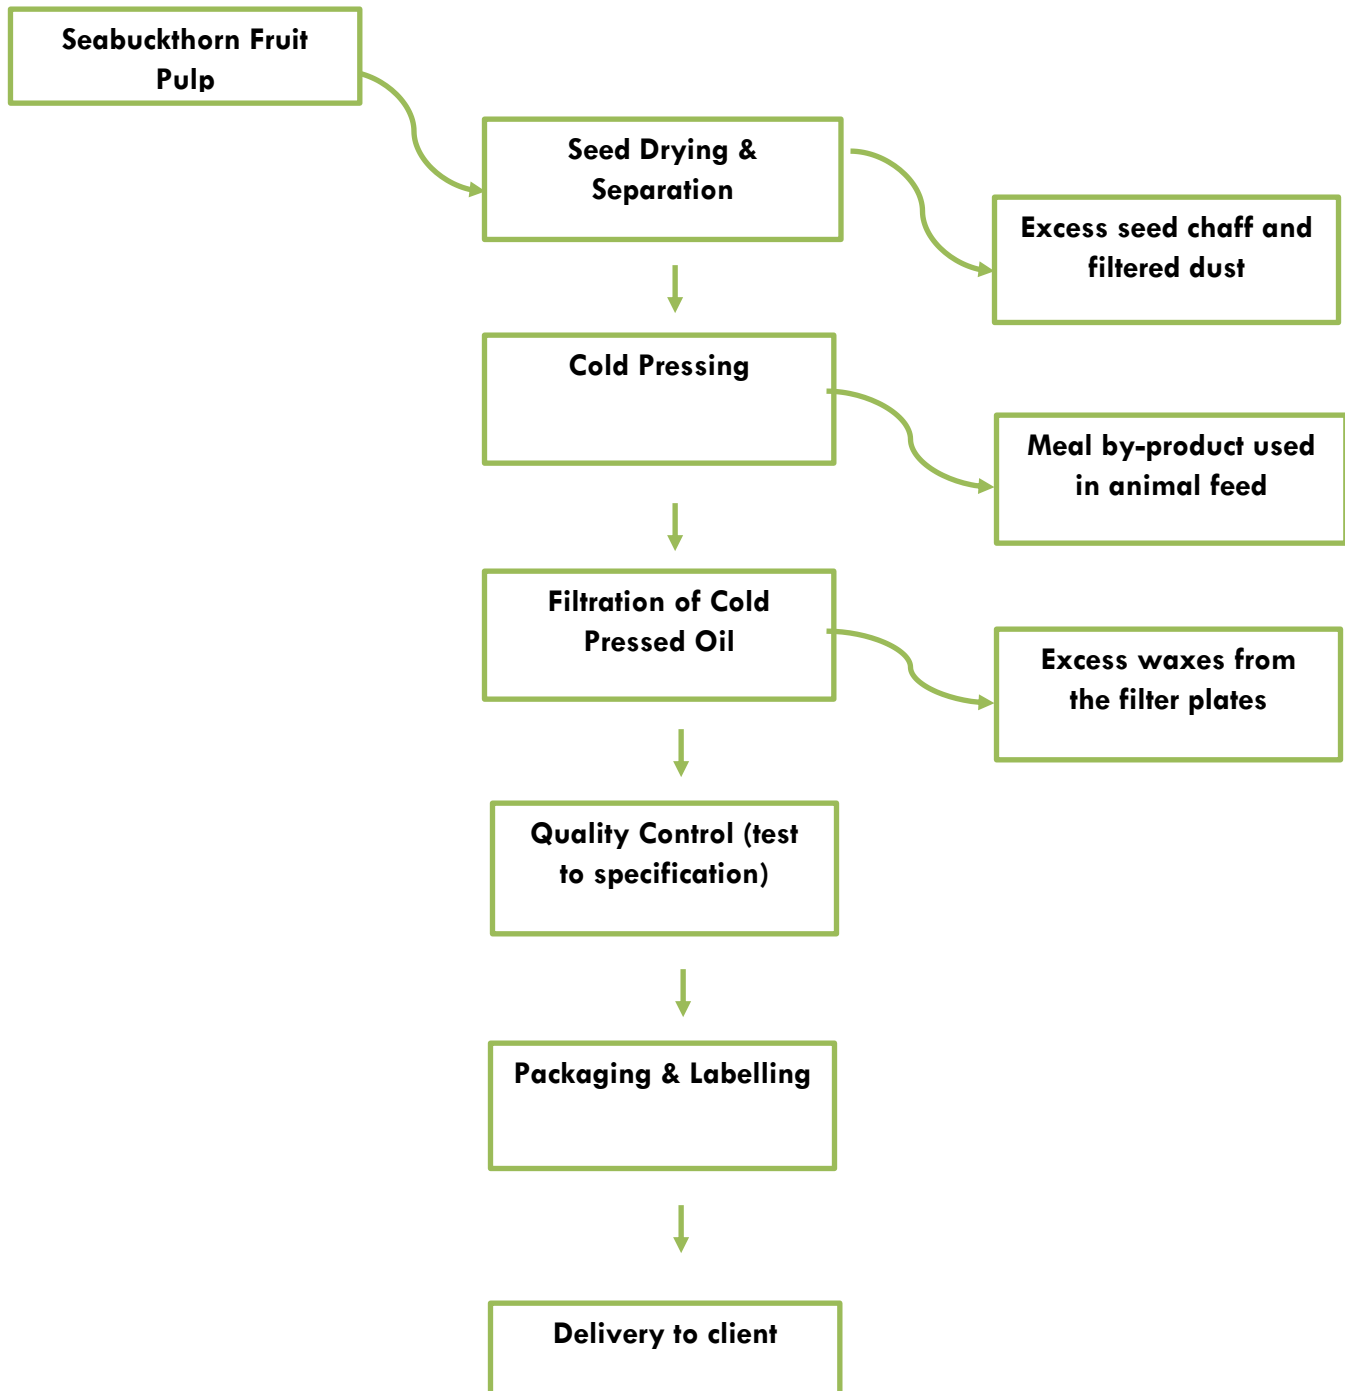 Seabuckthorn Fruit
Pulp
Seed Drying &
Separation
Excess seed chaff and
filtered dust
Cold Pressing
Meal by-product used
in animal feed
Filtration of Cold
Pressed Oil
Excess waxes from
the filter plates
Quality Control (test
to specification)
Packaging & Labelling
Delivery to client